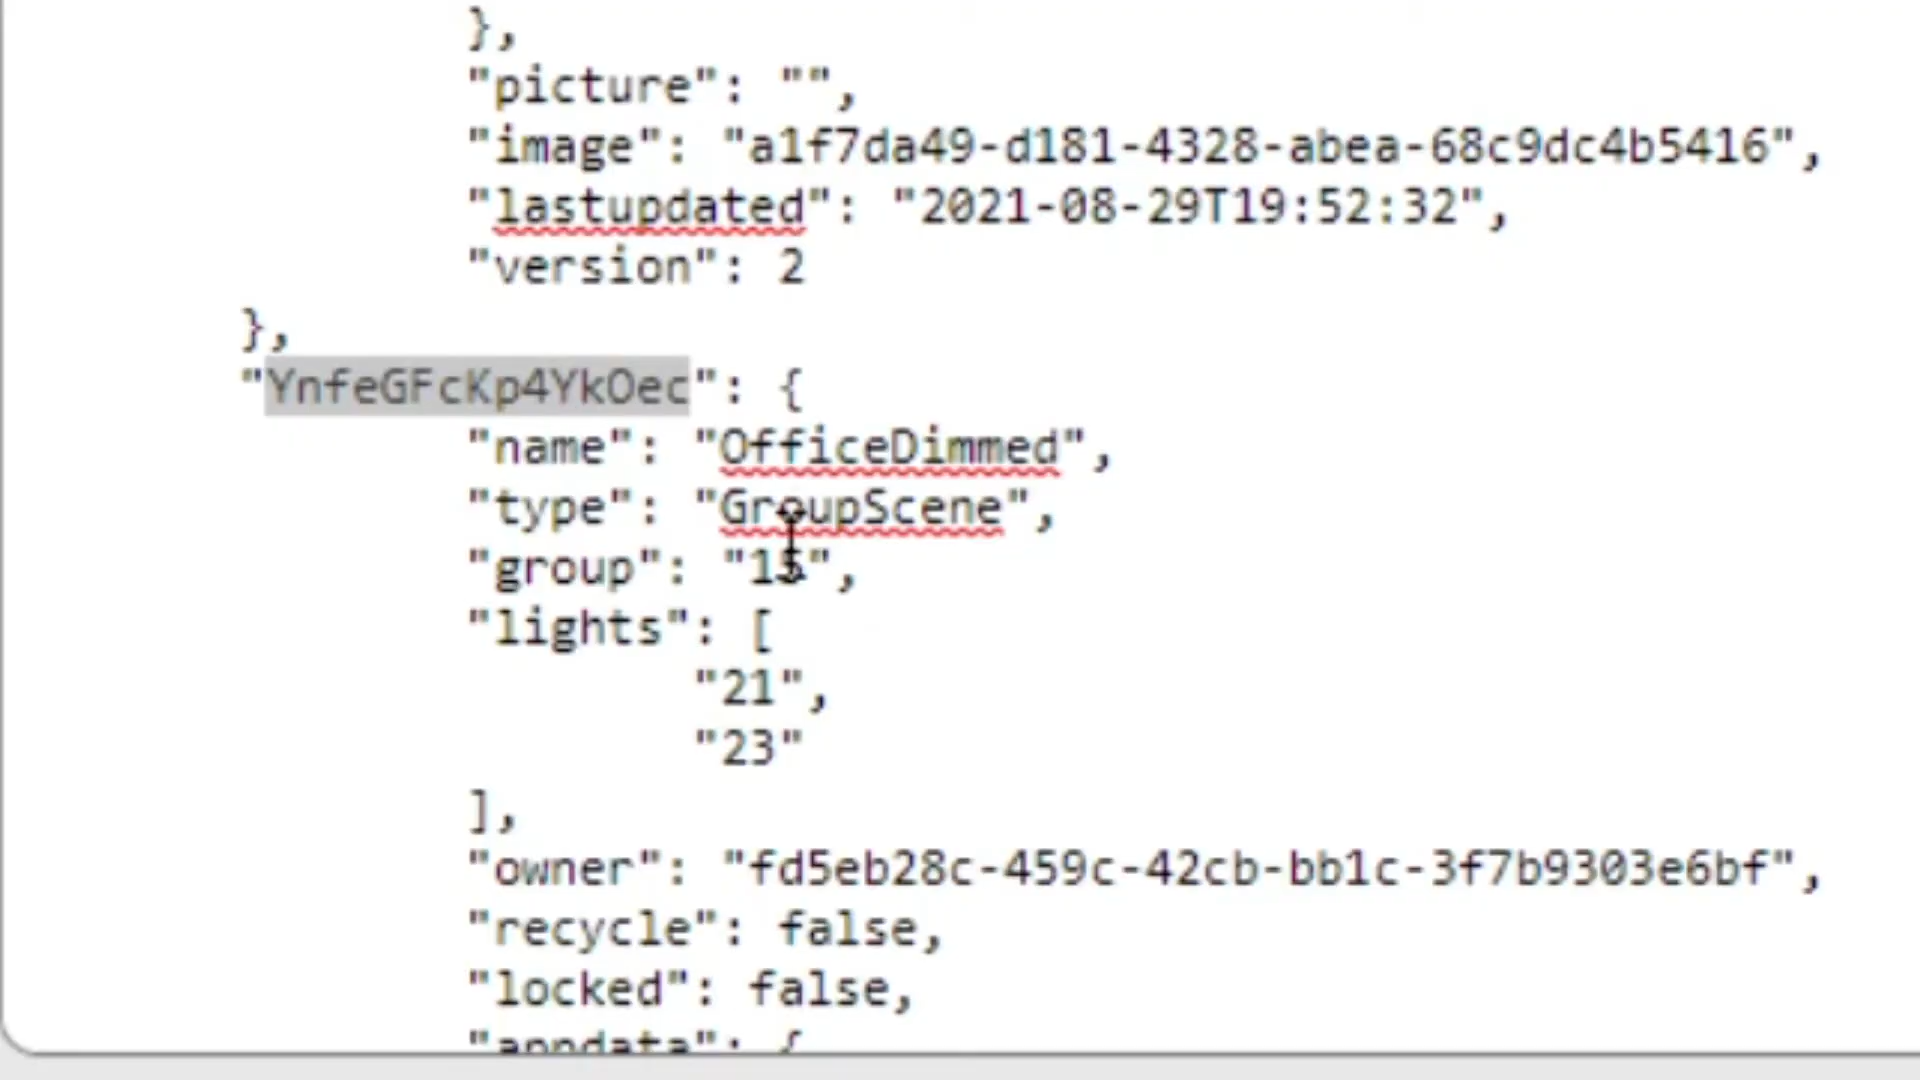 },
"picture": "",
"image": "a1f7da49-d181-4328-abea-68c9dc4b5416",
"lastupdated": "2021-08-29T19:52:32",
"version": 2
},
"YnfeGFcKp4YkOec": {
"name": "OfficeDimmed",
"type": "GroupScene",
"group": "15",
"lights": [
"21",
"23"
],
"owner": "fd5eb28c-459c-42cb-bb1c-3f7b9303e6bf",
"recycle": false,
"locked": false,
"appdata": {